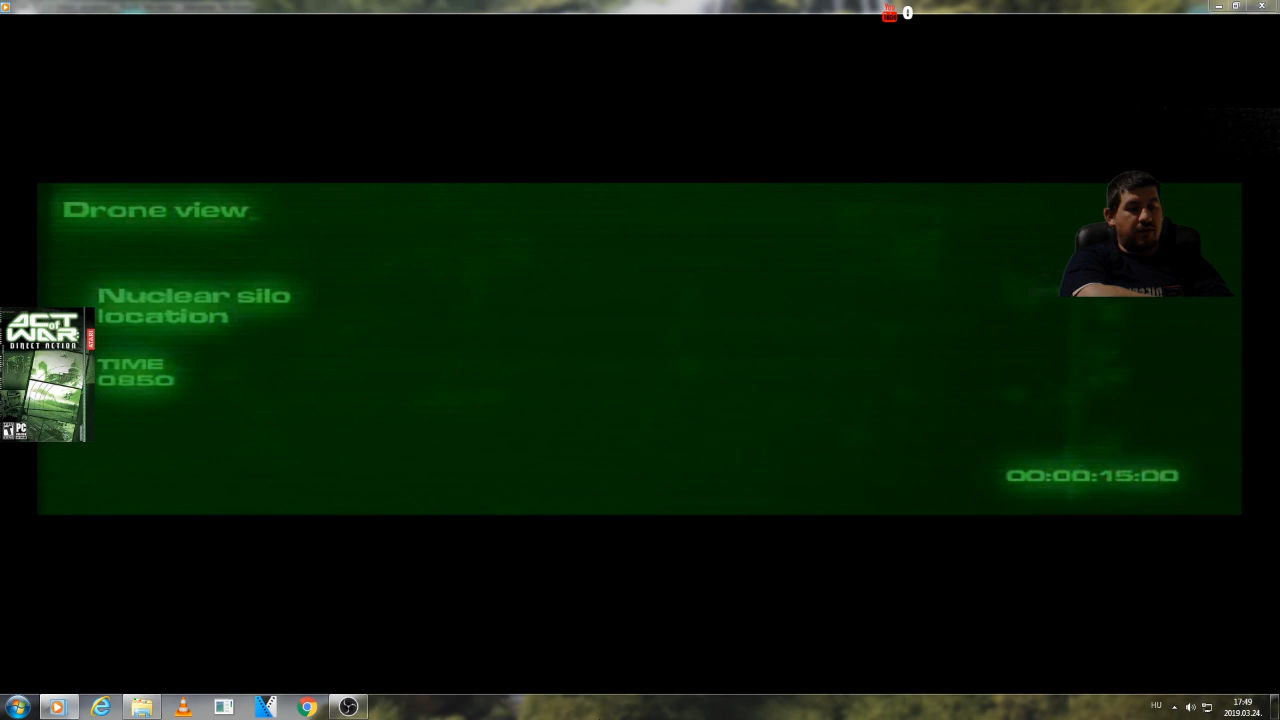 0
Drone view
Nuclear silo
location
TIME
0850
ACT
OF
WAR:
DIRECT ACTION
ATARI
PC
00:00:15:00
HU
17:49
2019.03.24.